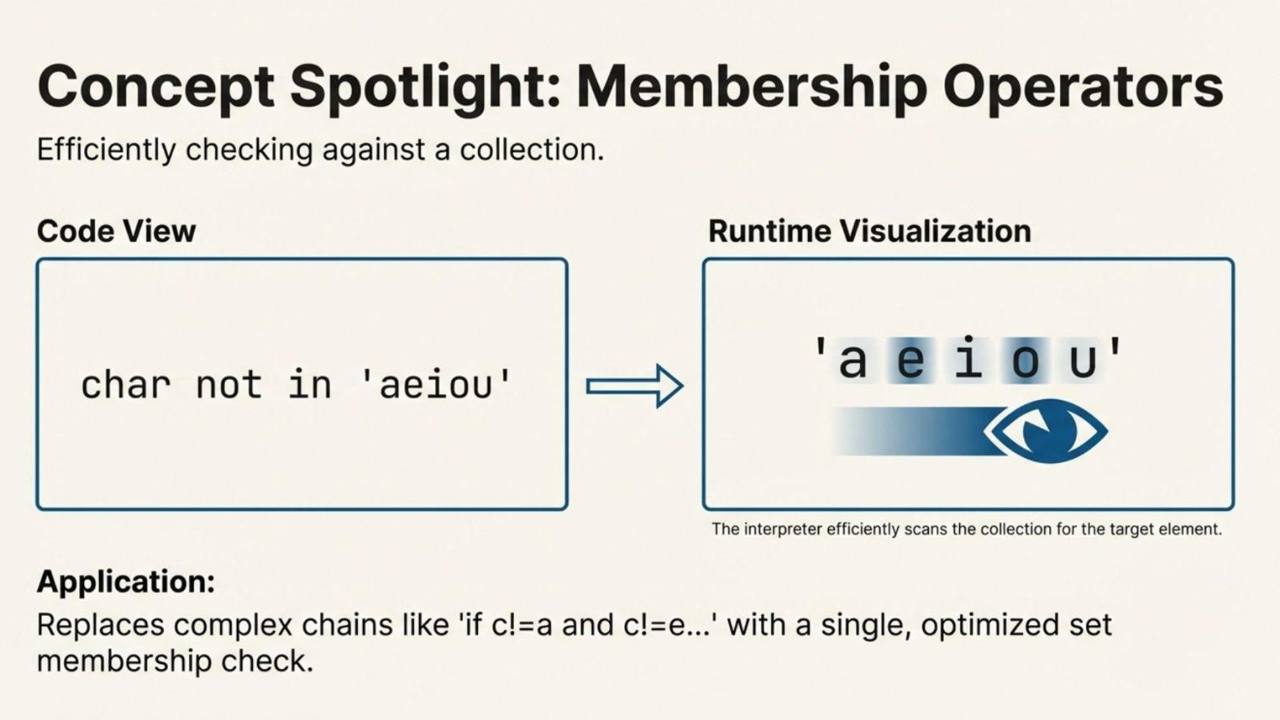 Concept Spotlight: Membership Operators
Efficiently checking against a collection.
Code View
Runtime Visualization
char not in 'aeiou'
'a e i o u'
The interpreter efficiently scans the collection for the target element.
Application:
Replaces complex chains like 'if c!=a and c!=e...' with a single, optimized set
membership check.